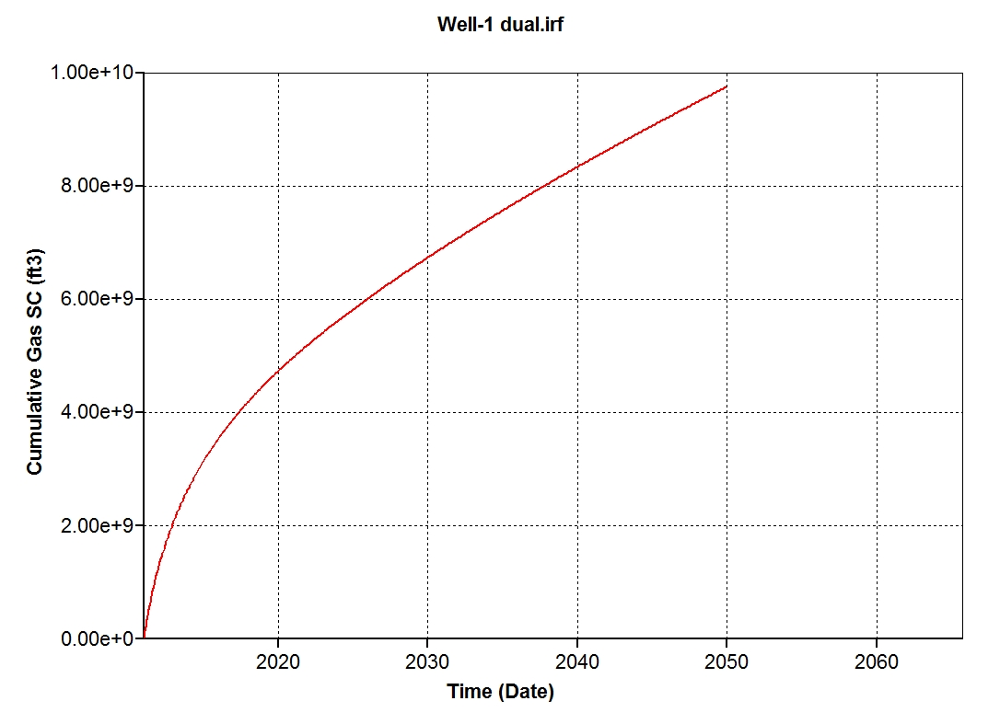 Well-1 dual.irf
1.00e+10
8.00e+9
6.00e+9
4.00e+9
2.00e+9
0.00e+0
Cumulative Gas SC (ft3)
2020 2030 2040 2050 2060
Time (Date)